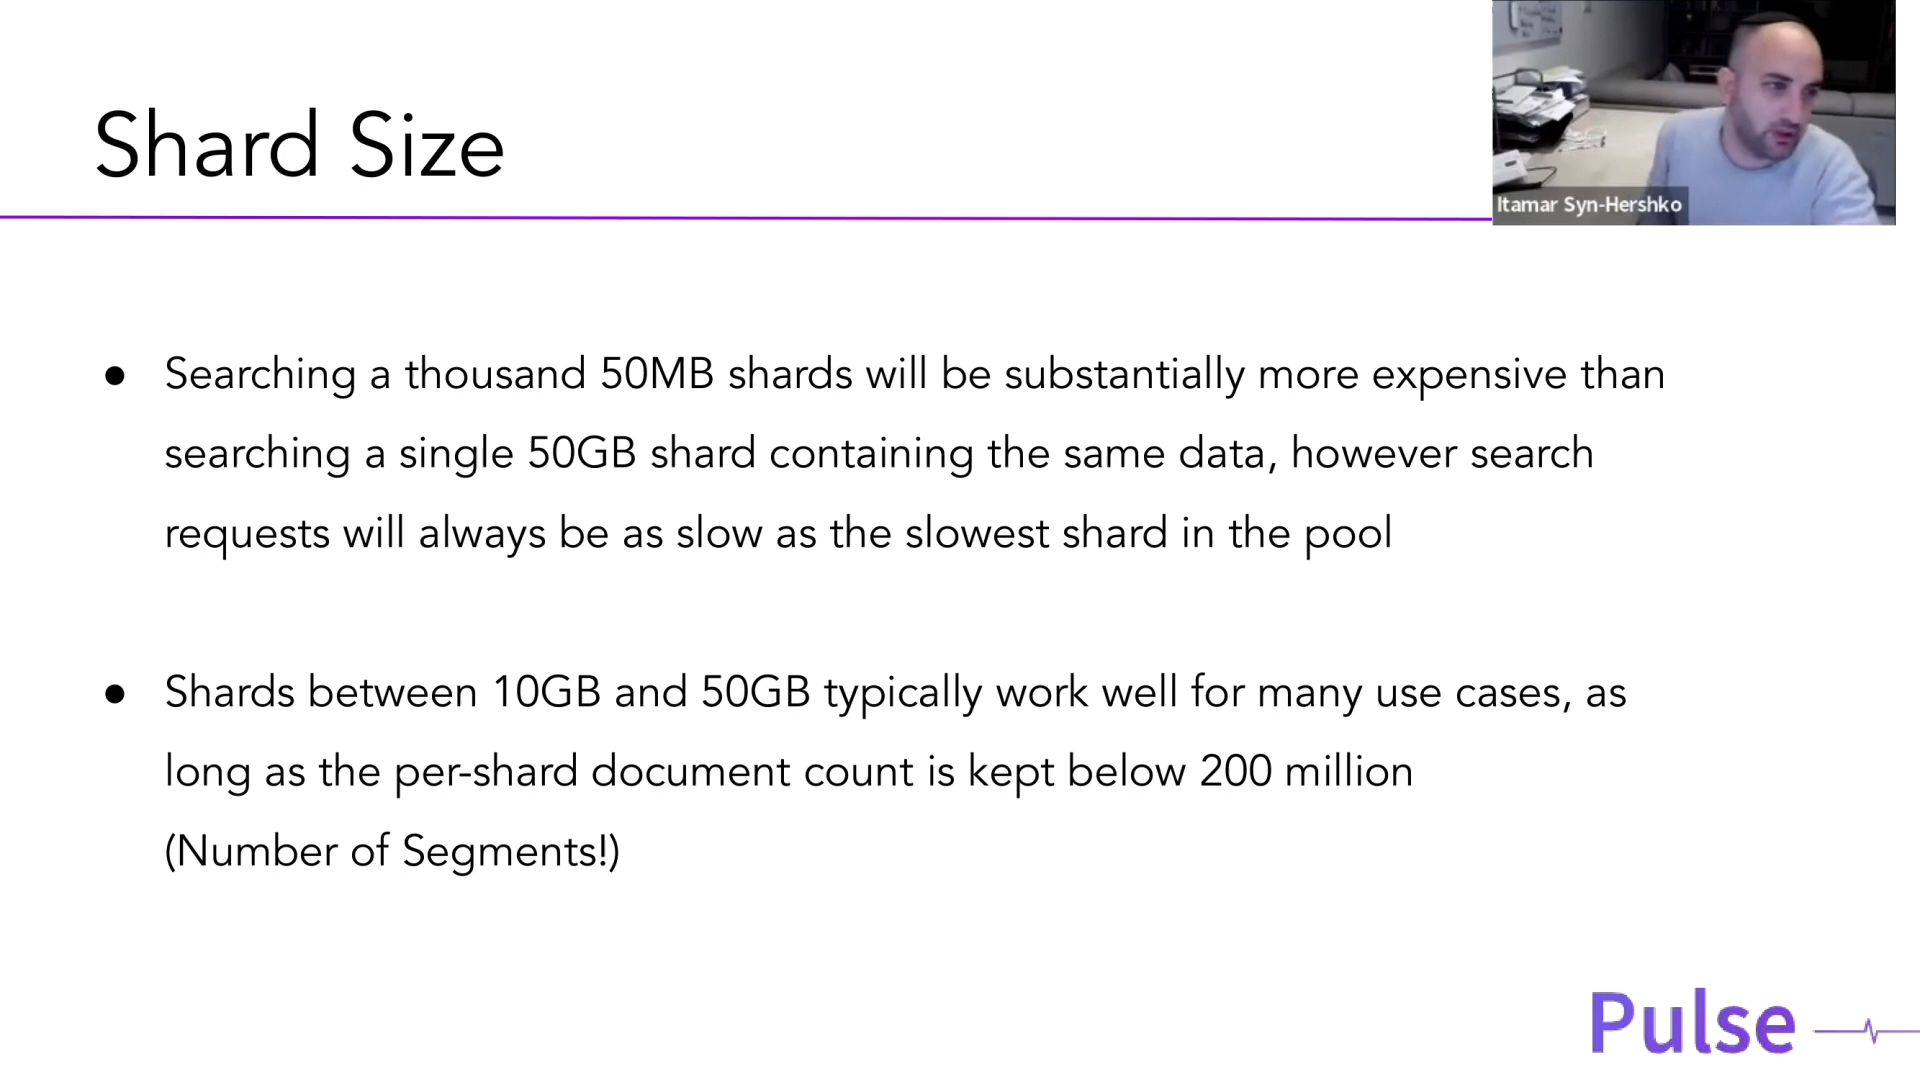 Shard Size
Itamar Syn-Hershko
● Searching a thousand 50MB shards will be substantially more expensive than
searching a single 50GB shard containing the same data, however search
requests will always be as slow as the slowest shard in the pool
● Shards between 10GB and 50GB typically work well for many use cases, as
long as the per-shard document count is kept below 200 million
(Number of Segments!)
Pulse